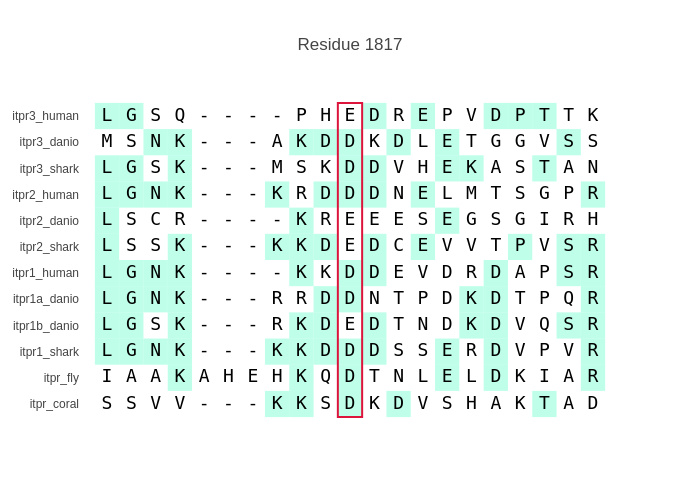 Residue 1817
itpr3_human L G S Q - - - - P H E D R E P V D P T T K
itpr3_danio M S N K - - - A K D D K D L E T G G V S S
itpr3_shark L G S K - - - M S K D D V H E K A S T A N
itpr2_human L G N K - - - K R D D D N E L M T S G P R
itpr2_danio L S C R - - - - K R E E E S E G S G I R H
itpr2_shark L S S K - - - K K D E D C E V V T P V S R
itpr1_human L G N K - - - - K K D D E V D R D A P S R
itpr1a_danio L G N K - - - R R D D N T P D K D T P Q R
itpr1b_danio L G S K - - - R K D E D T N D K D V Q S R
itpr1_shark L G N K - - - K K D D D S S E R D V P V R
itpr_fly I A A K A H E H K Q D T N L E L D K I A R
itpr_coral S S V V - - - K K S D K D V S H A K T A D